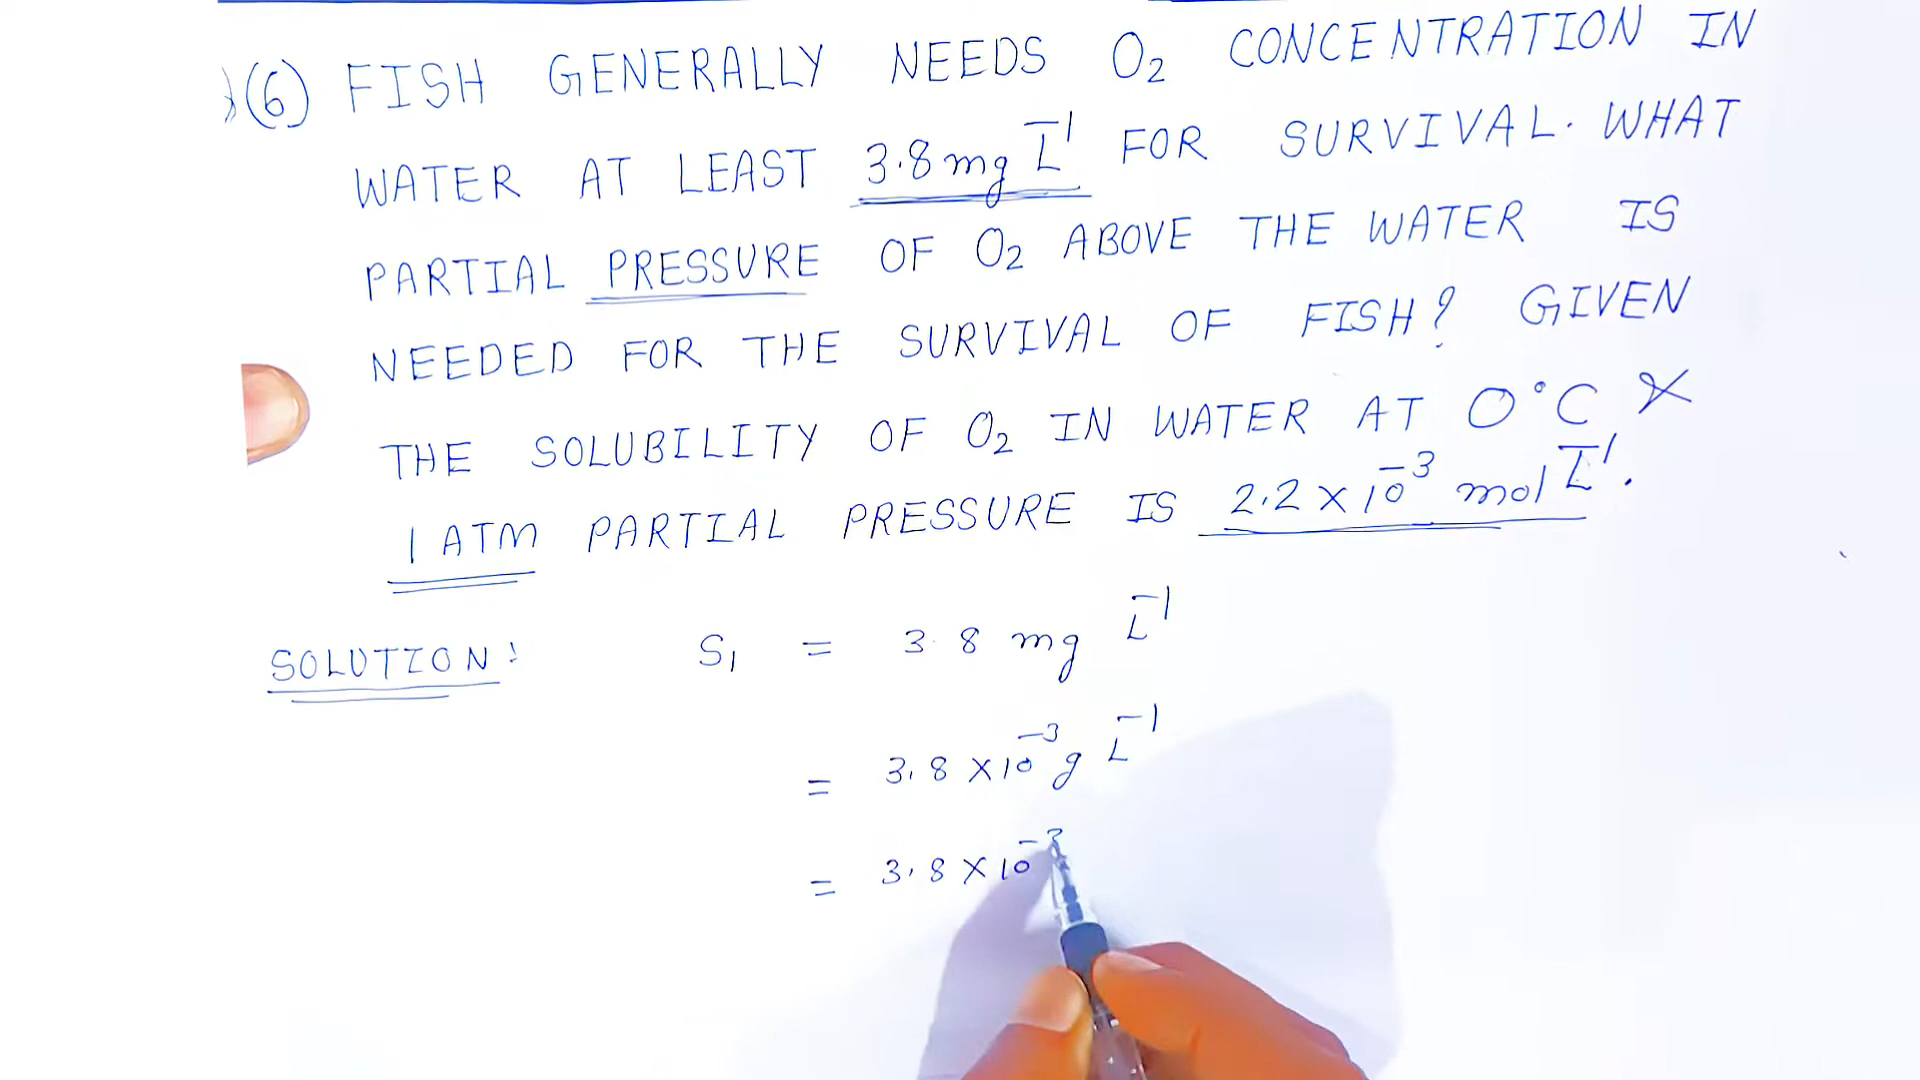 (6) FISH GENERALLY NEEDS O₂ CONCENTRATION IN
WATER AT LEAST 3.8 mg L⁻¹ FOR SURVIVAL. WHAT
PARTIAL PRESSURE OF O₂ ABOVE THE WATER IS
NEEDED FOR THE SURVIVAL OF FISH? GIVEN
THE SOLUBILITY OF O₂ IN WATER AT 0°C &
1 ATM PARTIAL PRESSURE IS 2.2 × 10⁻³ mol L⁻¹.
SOLUTION: S₁ = 3.8 mg L⁻¹
= 3.8 × 10⁻³ g L⁻¹
= 3.8 × 10⁻³